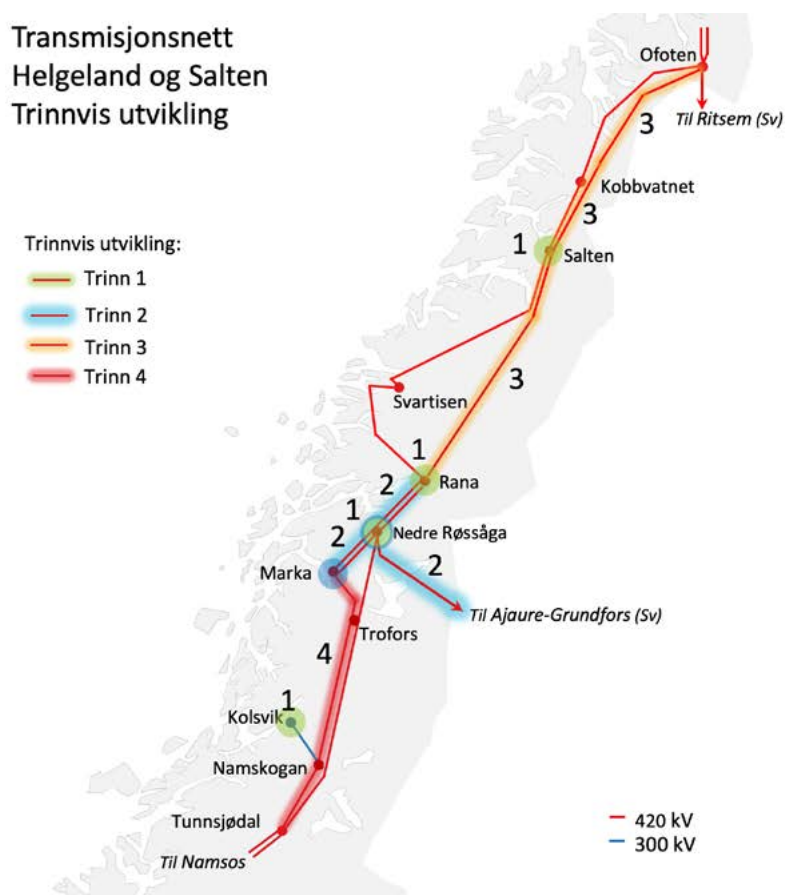 Transmisjonsnett
Helgeland og Salten
Trinnvis utvikling
Ofoten
3
Til Ritsem (Sv)
Kobbvatnet
3
Trinnvis utvikling:
1
Salten
Trinn 1
Trinn 2
Trinn 3
Trinn 4
3
Svartisen
1
2
Rana
1
Nedre Røssåga
2
2
Marka
Til Ajaure-Grundfors (Sv)
Trofors
4
1
Kolsvik
Namskogan
Tunnsjødal
420 kV
300 kV
Til Namsos